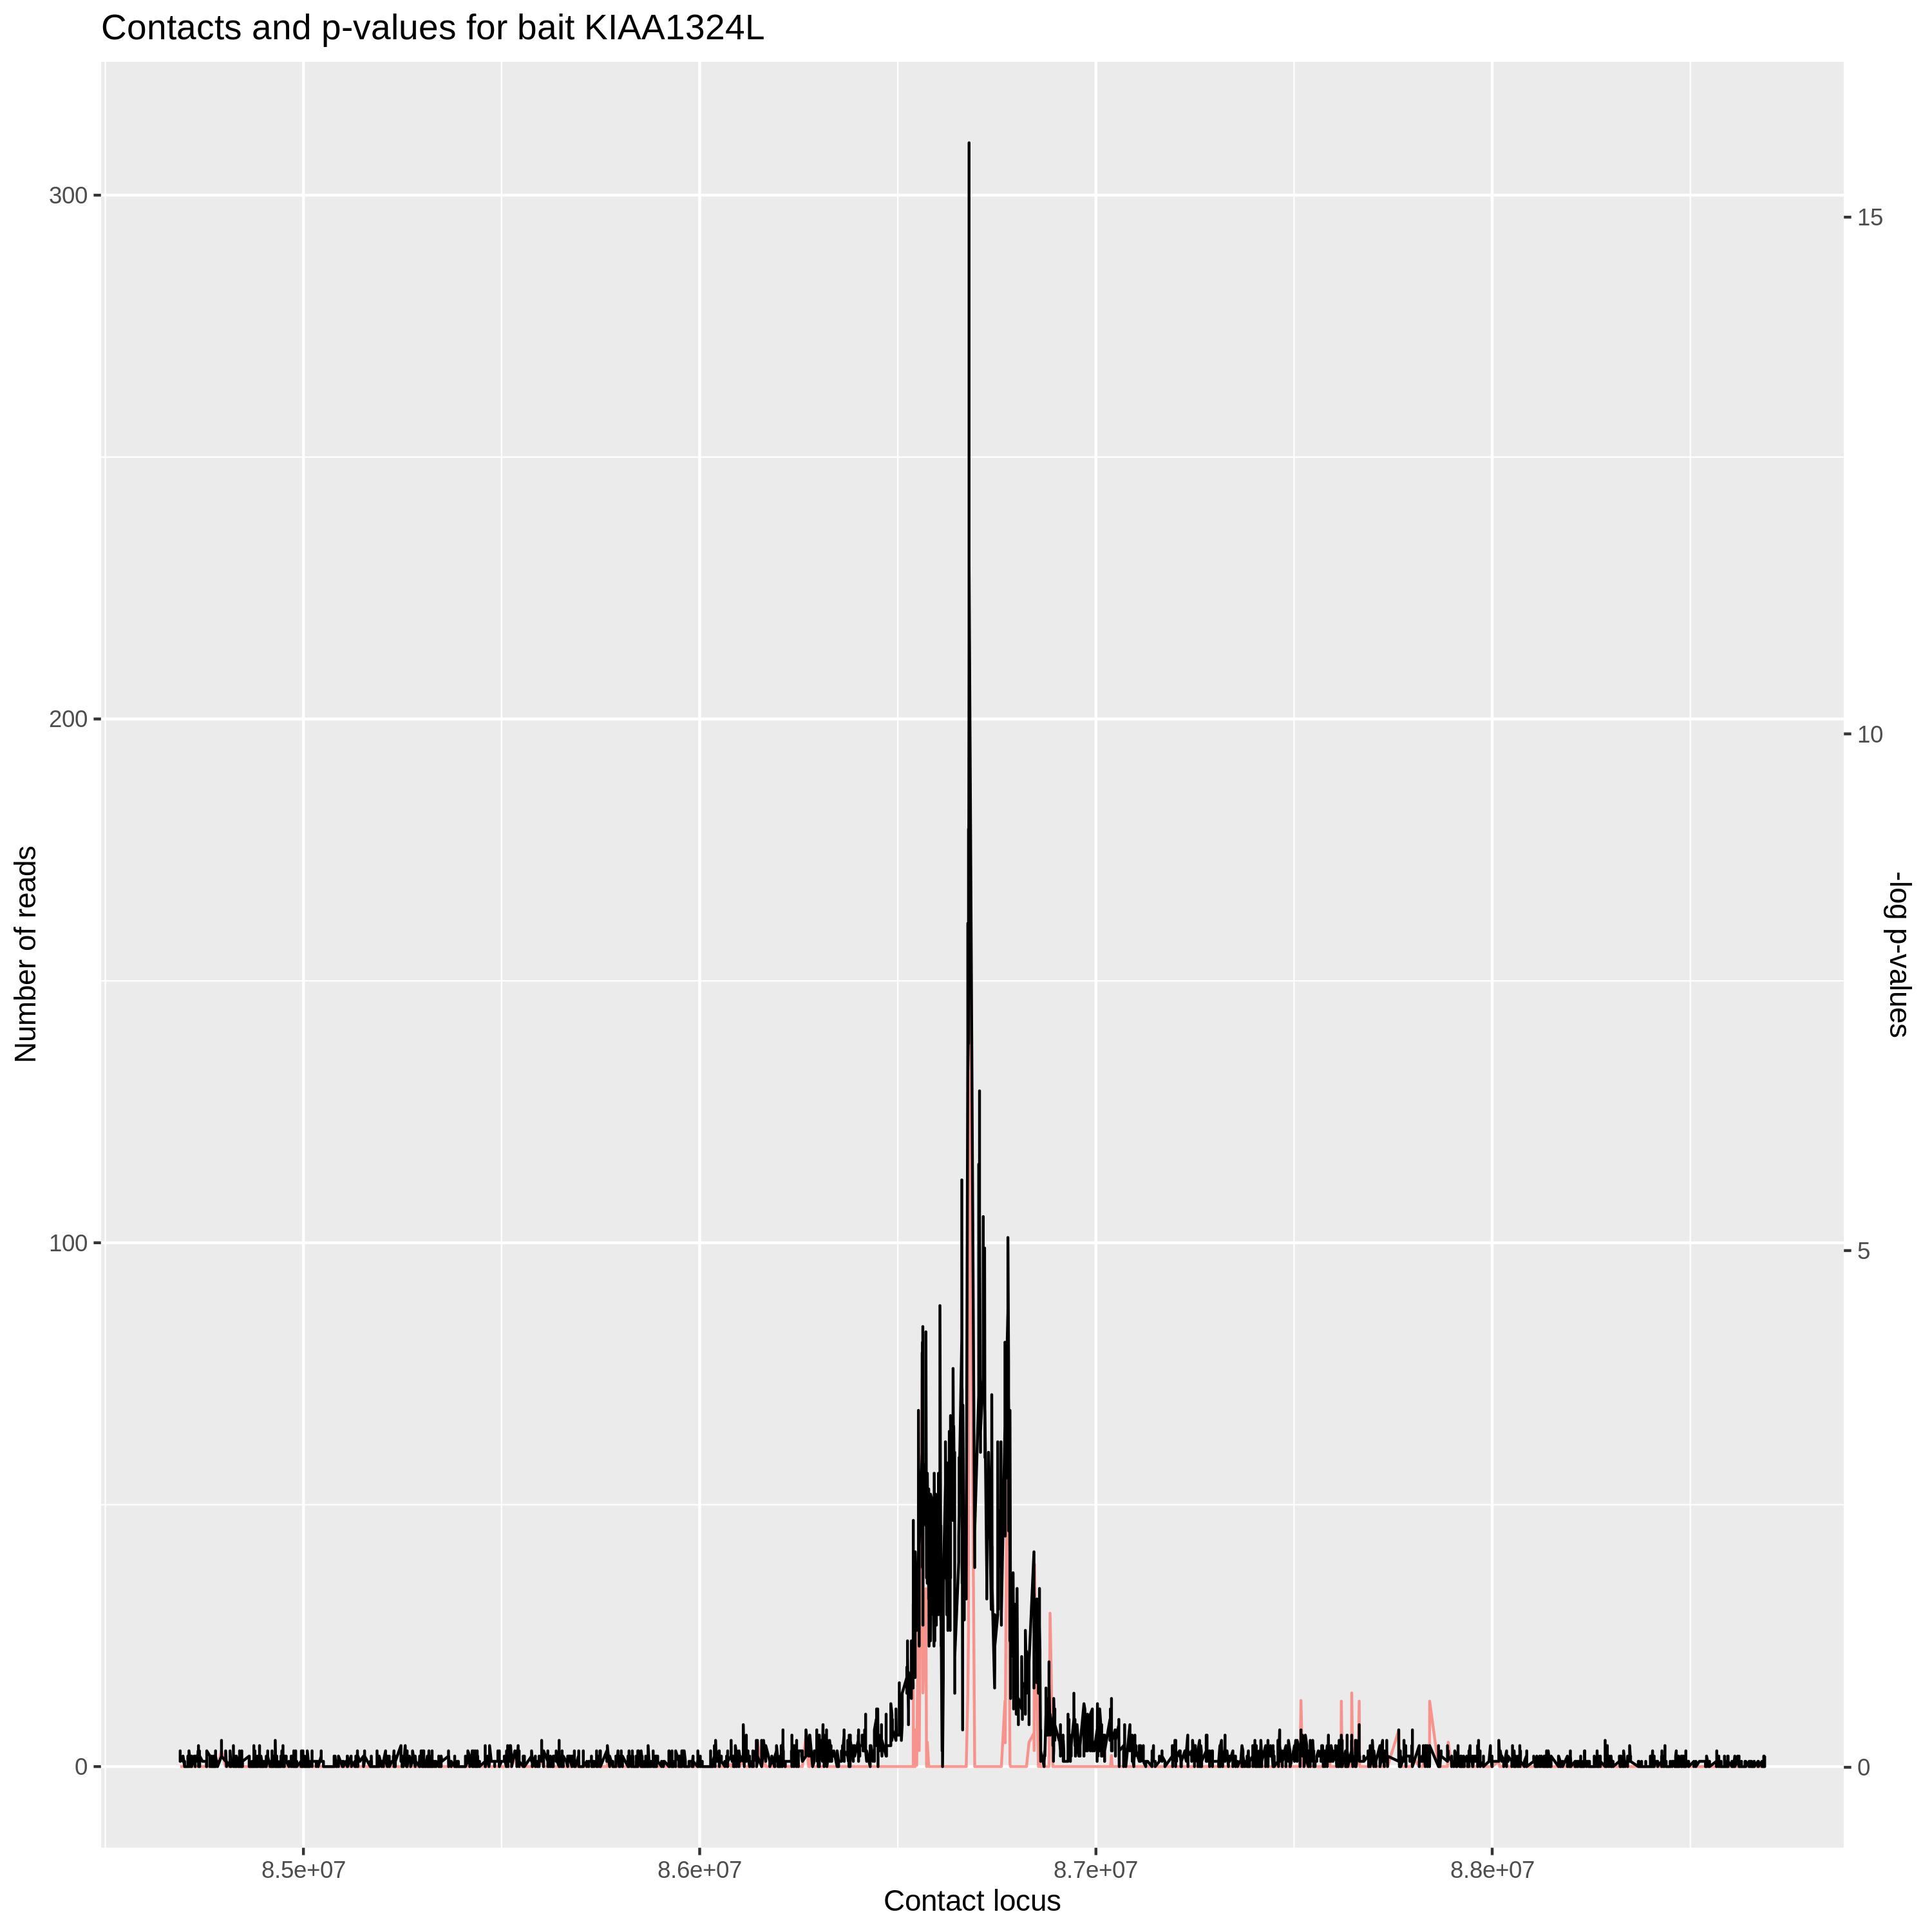 Contacts and p-values for bait KIAA1324L
300
200
100
0
Number of reads
15
10
5
0
-log p-values
8.5e+07
8.6e+07
8.7e+07
8.8e+07
Contact locus